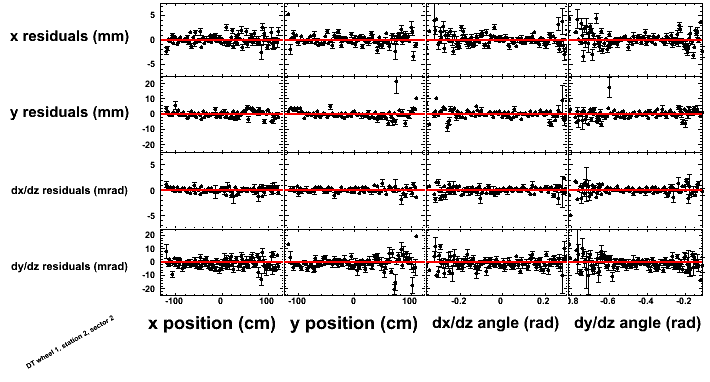 x residuals (mm)
5
0
-5
y residuals (mm)
20
10
0
-10
-20
dx/dz residuals (mrad)
5
0
-5
dy/dz residuals (mrad)
20
10
0
-10
-20
-100 0 100 -100 0 100 -0.2 0 0.2 0.8 -0.6 -0.4 -0.2
x position (cm) y position (cm) dx/dz angle (rad) dy/dz angle (rad)
DT wheel 1, station 2, sector 2